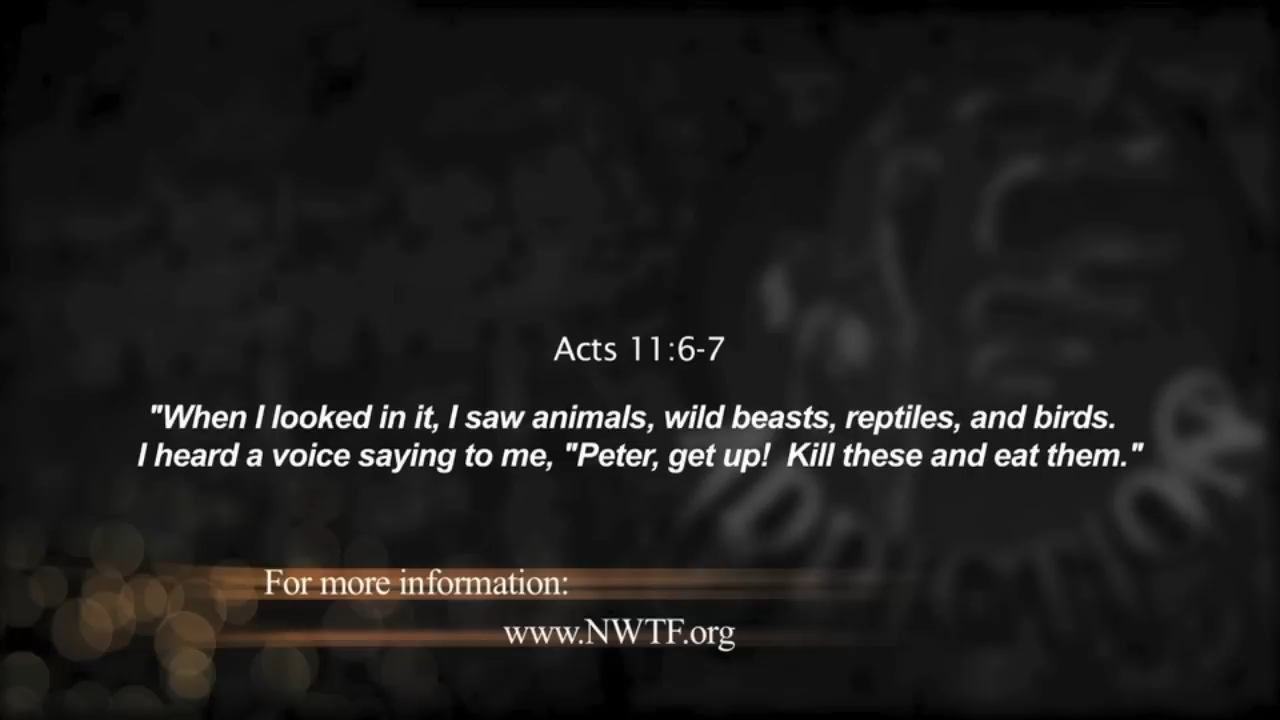 Acts 11:6-7
"When I looked in it, I saw animals, wild beasts, reptiles, and birds.
I heard a voice saying to me, "Peter, get up!  Kill these and eat them."
For more information:
www.NWTF.org